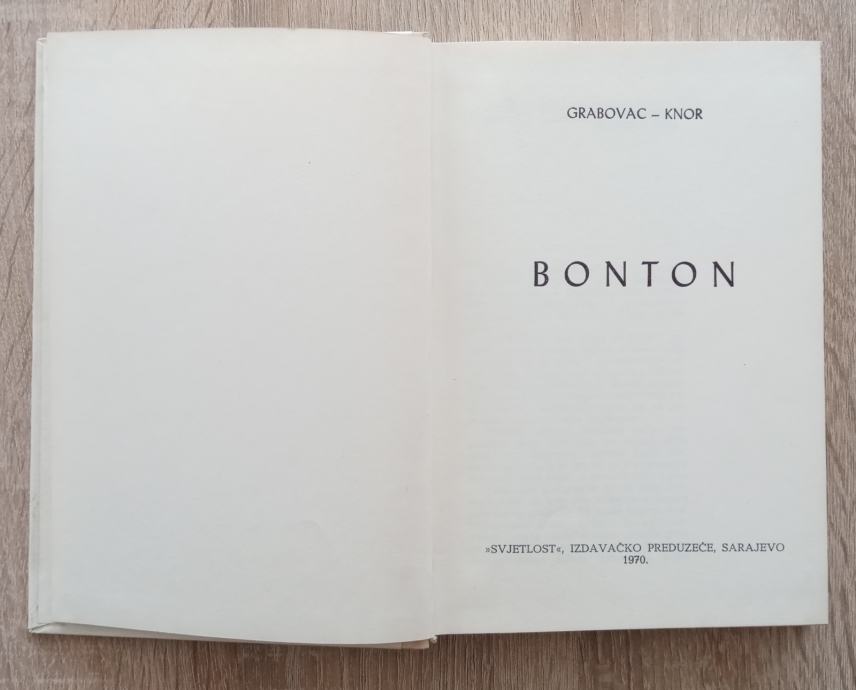 GRABOVAC – KNOR
BONTON
»SVJETLOST«, IZDAVAČKO PREDUZEĆE, SARAJEVO
1970.